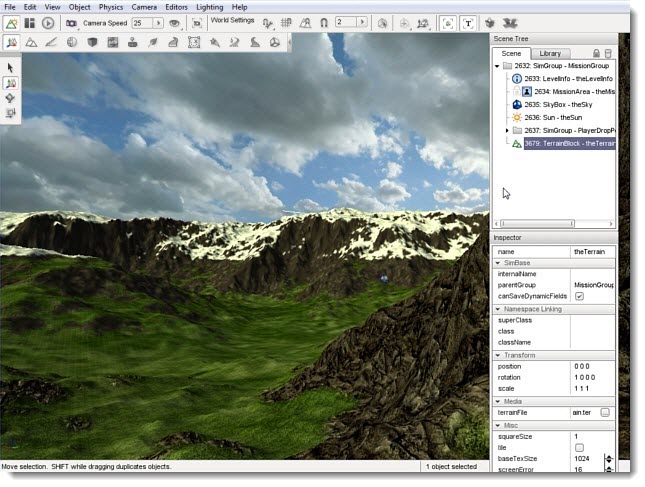 File Edit View Object Physics Camera Editors Lighting Help
Camera Speed 25 World Settings 2
T
Scene Tree
Scene Library
2632: SimGroup - MissionGroup
2633: LevelInfo - theLevelInfo
2634: MissionArea - theMis
2635: SkyBox - theSky
2636: Sun - theSun
2637: SimGroup - PlayerDropP
3679: TerrainBlock - theTerrain
Inspector
name theTerrain
SimBase
internalName
parentGroup MissionGroup
canSaveDynamicFields
Namespace Linking
superClass
class
className
Transform
position 0 0 0
rotation 1 0 0 0
scale 1 1 1
Media
terrainFile ain.ter
Misc
squareSize 1
tile
baseTexSize 1024
screenError 16
Move selection. SHIFT while dragging duplicates objects. 1 object selected